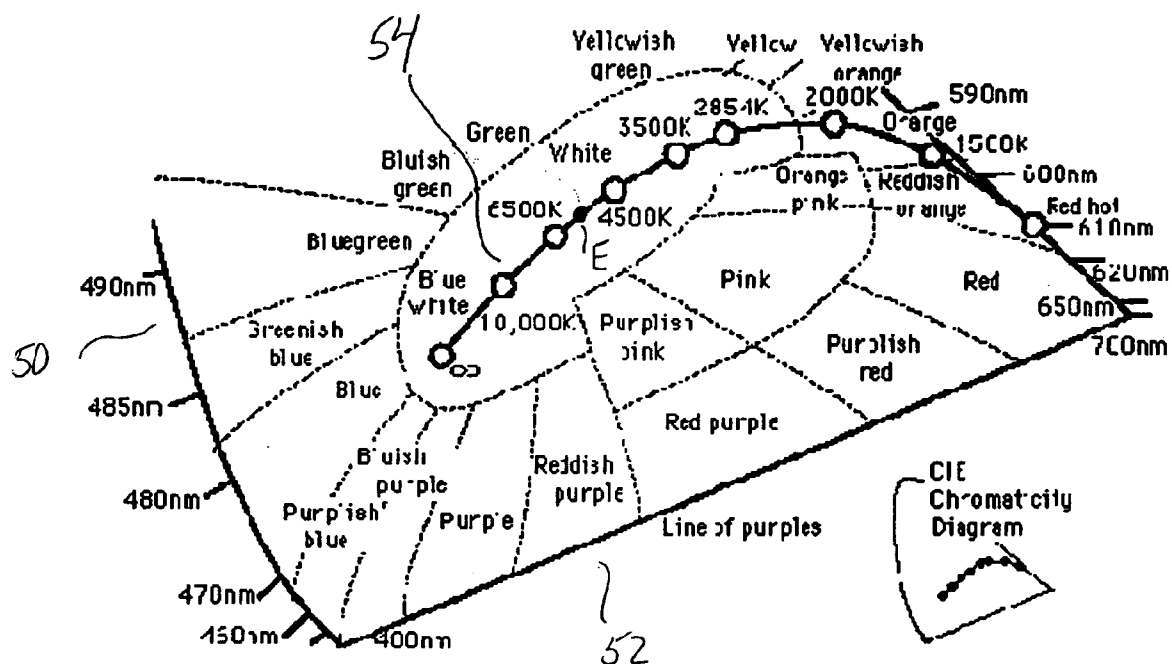 54
Yellowish
green
Yellow
Yellowish
orange
590nm
2000K
2854K
Orange
3500K
1500K
Green
White
Bluish
green
Orange
pink
Reddish
orange
600nm
6500K
4500K
Red hot
610nm
Bluegreen
E
620nm
490nm
Blue
white
Pink
Red
650nm
10,000K
700nm
50
Greenish
blue
Purplish
pink
Purplish
red
∞
485nm
Blue
Red purple
480nm
Bluish
purple
Reddish
purple
CIE
Chromaticity
Diagram
Purplish
blue
Purple
Line of purples
470nm
450nm
400nm
52